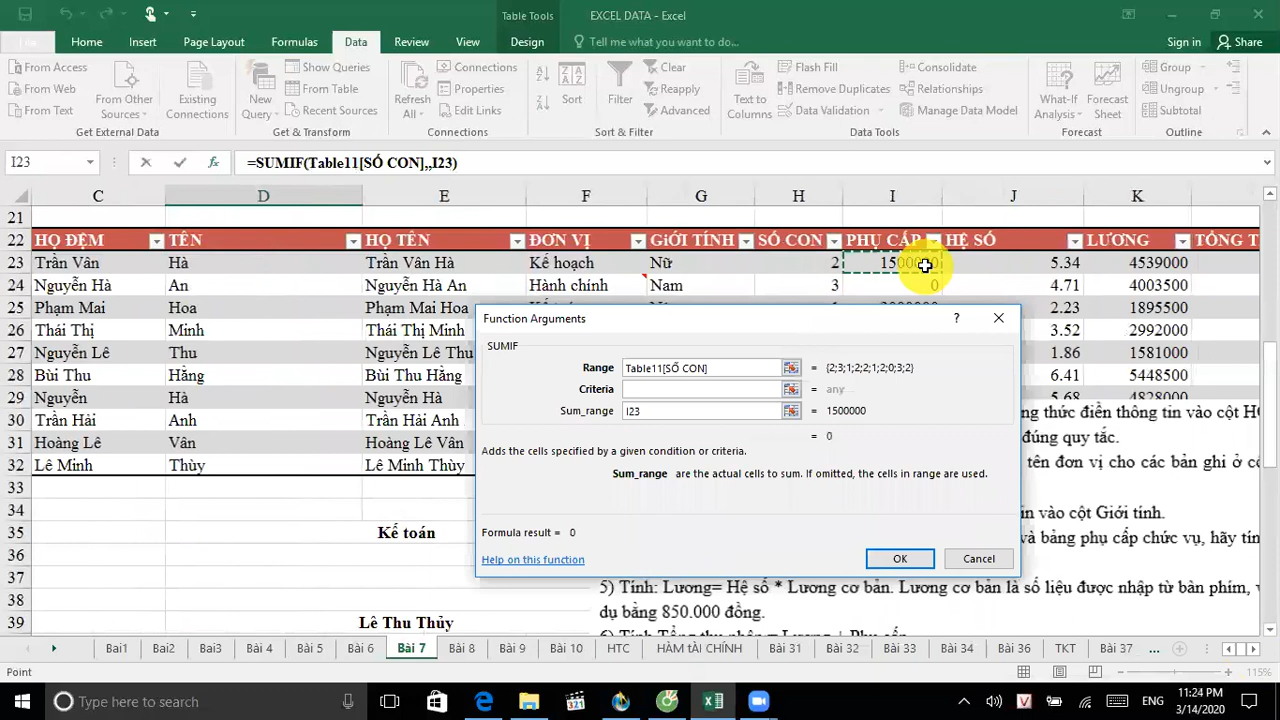 Table Tools
EXCEL DATA - Excel
File Home Insert Page Layout Formulas Data Review View Design Tell me what you want to do... Sign in Share
From Access
From Web
From Text
From Other Sources
Existing Connections
Get External Data
New Query
Show Queries
From Table
Recent Sources
Get & Transform
Refresh All
Connections
Properties
Edit Links
Connections
Sort
Filter
Clear
Reapply
Advanced
Sort & Filter
Text to Columns
Flash Fill
Remove Duplicates
Data Validation
Consolidate
Relationships
Manage Data Model
Data Tools
What-If Analysis
Forecast Sheet
Forecast
Group
Ungroup
Subtotal
Outline
I23 fx =SUMIF(Table11[SỐ CON],,I23)
C D E F G H I J K
21
22 HỌ ĐỆM TÊN HỌ TÊN ĐƠN VỊ GIỚI TÍNH SỐ CON PHỤ CẤP HỆ SỐ LƯƠNG TỔNG T
23 Trần Vân Hà Trần Vân Hà Kế hoạch Nữ 2 1500000 5.34 4539000
24 Nguyễn Hà An Nguyễn Hà An Hành chính Nam 3 0 4.71 4003500
25 Phạm Mai Hoa Phạm Mai Hoa 2.23 1895500
26 Thái Thị Minh Thái Thị Minh 3.52 2992000
27 Nguyễn Lê Thu Nguyễn Lê Thu 1.86 1581000
28 Bùi Thu Hằng Bùi Thu Hằng 6.41 5448500
29 Nguyễn Hà Nguyễn Hà 5.68 4828000
30 Trần Hải Anh Trần Hải Anh
31 Hoàng Lê Vân Hoàng Lê Vân
32 Lê Minh Thùy Lê Minh Thùy
33
34
35 Kế toán
36
37
38
39 Lê Thu Thủy
Function Arguments ?
SUMIF
Range Table11[SỐ CON] = {2;3;1;2;2;1;2;0;3;2}
Criteria = any
Sum_range I23 = 1500000
= 0
Adds the cells specified by a given condition or criteria.
Sum_range are the actual cells to sum. If omitted, the cells in range are used.
Formula result = 0
Help on this function
OK Cancel
ng thức điền thông tin vào cột HỌ
đúng quy tắc.
tên đơn vị cho các bản ghi ở cộ
in vào cột Giới tính.
và bảng phụ cấp chức vụ, hãy tín
5) Tính: Lương= Hệ số * Lương cơ bản. Lương cơ bản là số liệu được nhập từ bàn phím, v
dụ bằng 850.000 đồng.
6) Tính Tổng thu nhập = Lương + Phụ cấp
Bai1 Bai2 Bai3 Bài 4 Bài 5 Bài 6 Bài 7 Bài 8 Bài 9 Bài 10 HTC HÀM tÀI CHÍNH Bài 31 Bài 32 Bài 33 Bài 34 Bài 36 TKT Bài 37 ...
Point 115%
Type here to search 321 V ENG 11:24 PM
3/14/2020